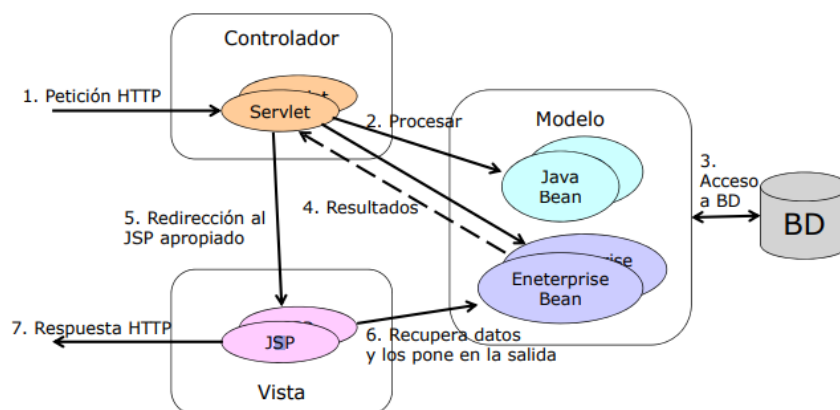 Controlador
1. Petición HTTP
Servlet
2. Procesar
Modelo
Java
Bean
3.
Acceso
a BD
BD
4. Resultados
5. Redirección al
JSP apropiado
Eneterprise
Bean
6. Recupera datos
y los pone en la salida
7. Respuesta HTTP
JSP
Vista